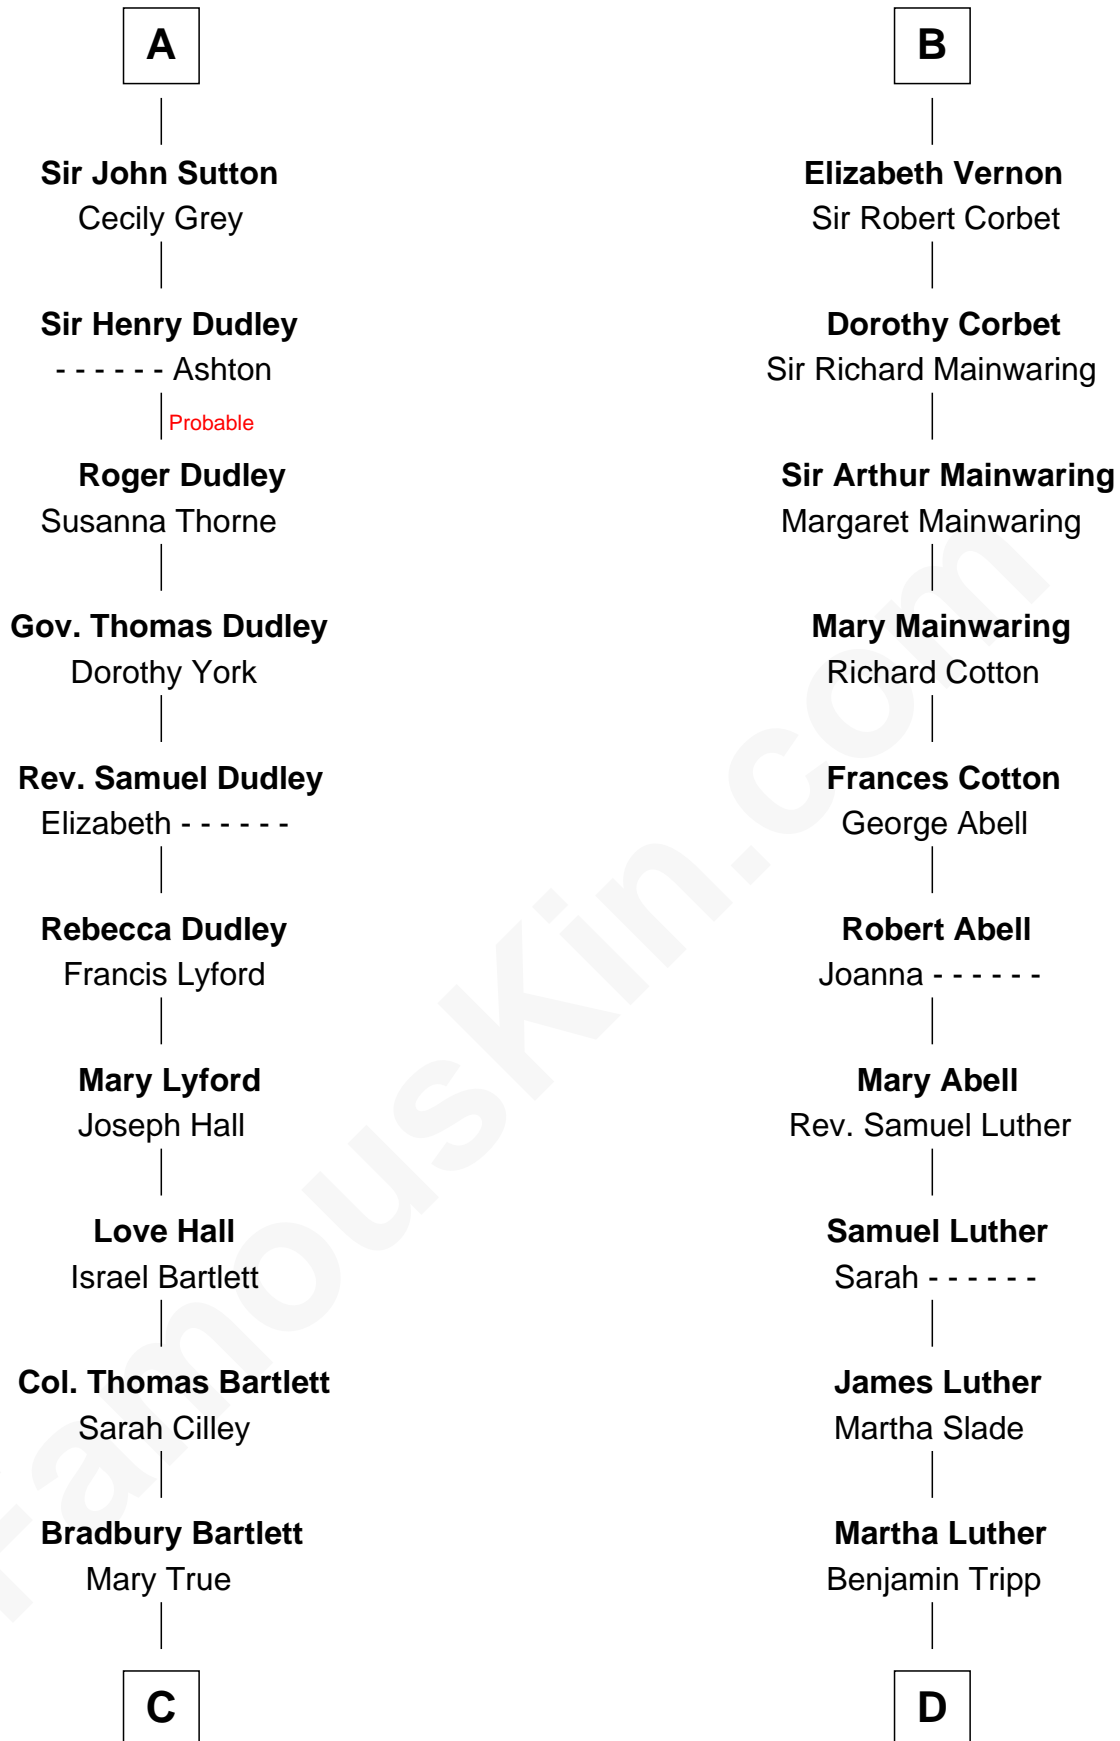 A
Sir John Sutton
Cecily Grey
Sir Henry Dudley
- - - - - - Ashton
Probable
Roger Dudley
Susanna Thorne
Gov. Thomas Dudley
Dorothy York
Rev. Samuel Dudley
Elizabeth - - - - - -
Rebecca Dudley
Francis Lyford
Mary Lyford
Joseph Hall
Love Hall
Israel Bartlett
Col. Thomas Bartlett
Sarah Cilley
Bradbury Bartlett
Mary True
C
B
Elizabeth Vernon
Sir Robert Corbet
Dorothy Corbet
Sir Richard Mainwaring
Sir Arthur Mainwaring
Margaret Mainwaring
Mary Mainwaring
Richard Cotton
Frances Cotton
George Abell
Robert Abell
Joanna - - - - - -
Mary Abell
Rev. Samuel Luther
Samuel Luther
Sarah - - - - - -
James Luther
Martha Slade
Martha Luther
Benjamin Tripp
D
FamousKin.com